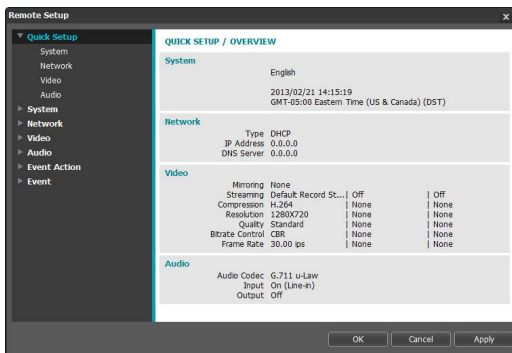 Remote Setup
x
Quick Setup
System
Network
Video
Audio
System
Network
Video
Audio
Event Action
Event
QUICK SETUP / OVERVIEW
System
English
2013/02/21 14:15:19
GMT-05:00 Eastern Time (US & Canada) (DST)
Network
Type DHCP
IP Address 0.0.0.0
DNS Server 0.0.0.0
Video
Mirroring None
Streaming Default Record St...| Off | Off
Compression H.264 | None | None
Resolution 1280X720 | None | None
Quality Standard | None | None
Bitrate Control CBR | None | None
Frame Rate 30.00 ips | None | None
Audio
Audio Codec G.711 u-Law
Input On (Line-in)
Output Off
OK Cancel Apply